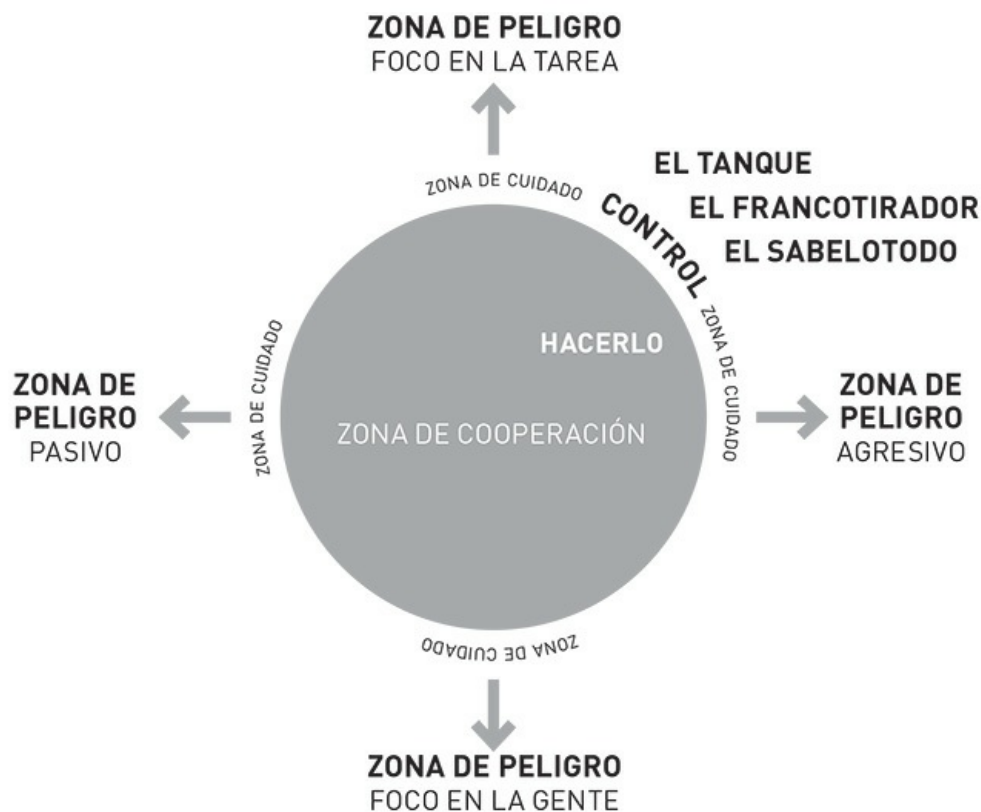 ZONA DE PELIGRO
FOCO EN LA TAREA
ZONA DE CUIDADO
CONTROL
EL TANQUE
EL FRANCOTIRADOR
EL SABELOTODO
ZONA DE CUIDADO
HACERLO
ZONA DE COOPERACIÓN
ZONA DE CUIDADO
ZONA DE
PELIGRO
PASIVO
ZONA DE
PELIGRO
AGRESIVO
ZONA DE CUIDADO
ZONA DE PELIGRO
FOCO EN LA GENTE